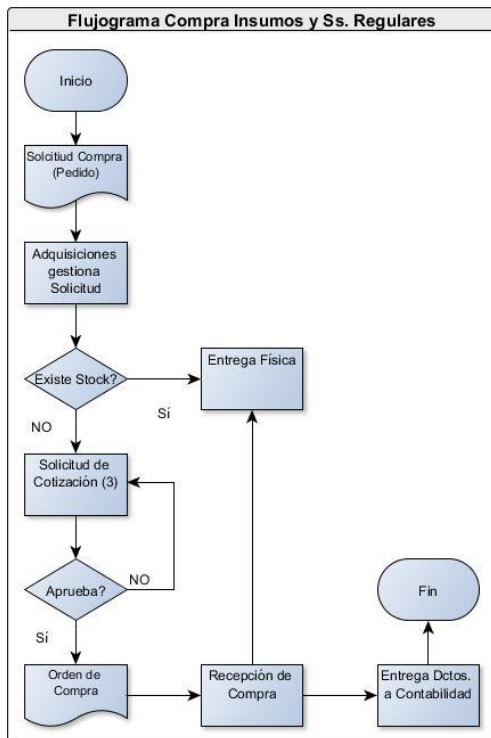 Flujograma Compra Insumos y Ss. Regulares
Inicio
Solcitiud Compra
(Pedido)
Adquisiciones
gestiona
Solicitud
Existe Stock?
Sí
Entrega Física
NO
Solicitud de
Cotización (3)
Aprueba?
NO
Sí
Orden de
Compra
Recepción de
Compra
Entrega Dctos.
a Contabilidad
Fin